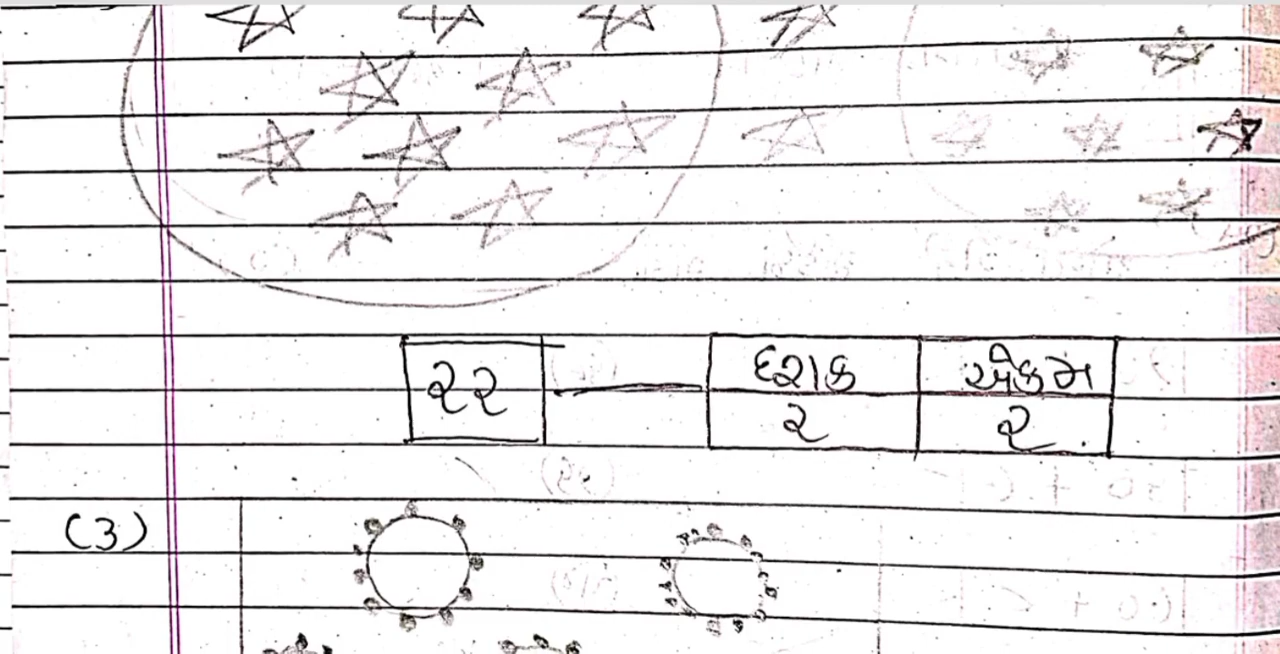 દશક એકમ
૨૨ — ૨ ૨
(3)